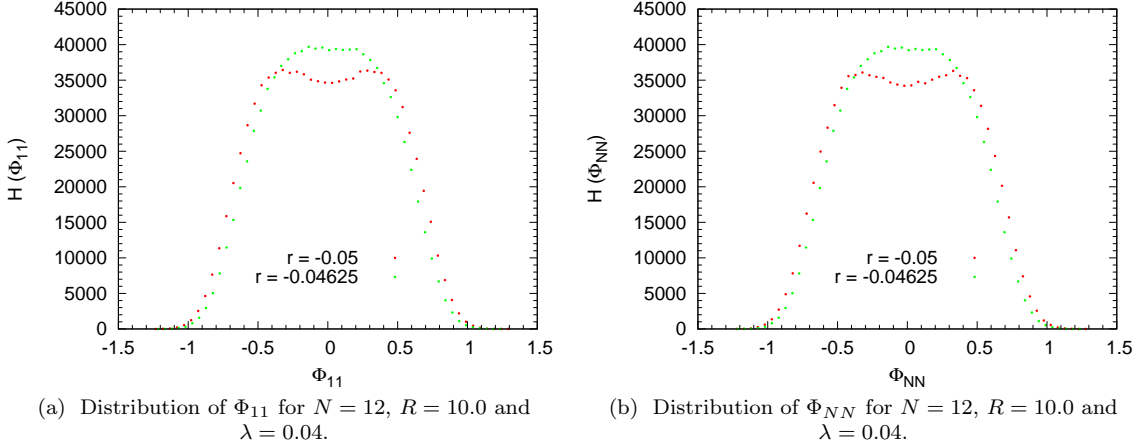 45000
40000
35000
30000
25000
20000
15000
10000
5000
0
H (Φ11)
-1.5 -1 -0.5 0 0.5 1 1.5
Φ11
r = -0.05
r = -0.04625
(a) Distribution of Φ11 for N = 12, R = 10.0 and
λ = 0.04.
45000
40000
35000
30000
25000
20000
15000
10000
5000
0
H (ΦNN)
-1.5 -1 -0.5 0 0.5 1 1.5
ΦNN
r = -0.05
r = -0.04625
(b) Distribution of ΦNN for N = 12, R = 10.0 and
λ = 0.04.